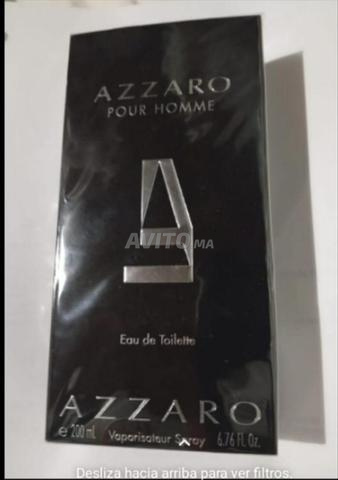 AZZARO
POUR HOMME
AVITO.MA
Eau de Toilette
AZZARO
e 200 mL Vaporisateur Spray 6.76 Fl. Oz.
Desliza hacia arriba para ver filtros.